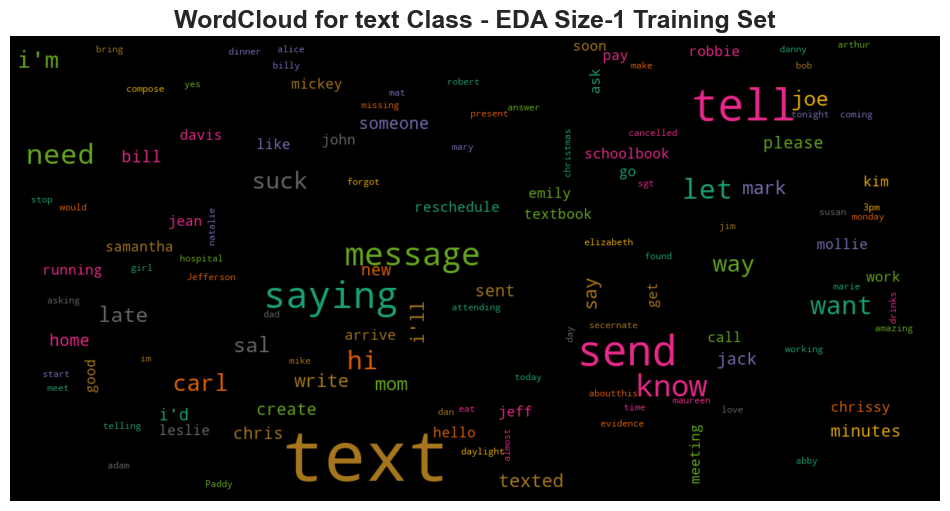 WordCloud for text Class - EDA Size-1 Training Set
bring
dinner
alice
soon
arthur
i'm
billy
pay
robbie
danny
make
bob
compose
yes
mickey
robert
ask
mat
missing
present
answer
tell
joe
tonight
coming
davis
someone
john
like
mary
cancelled
christmas
please
need
bill
schoolbook
go
suck
forgot
sgt
let
mark
kim
stop
would
emily
reschedule
textbook
3pm
susan
monday
jean
natalie
jim
samantha
elizabeth
mollie
message
hospital
found
way
running
girl
Jefferson
new
work
asking
saying
sent
say
get
marie
want
drinks
late
dad
attending
i'll
day
secernate
amazing
home
arrive
call
sal
working
im
mike
hi
send
jack
start
good
today
meet
carl
write
mom
know
aboutthis
maureen
i'd
create
dan
eat
jeff
time
love
chrissy
telling
leslie
chris
hello
almost
evidence
minutes
text
daylight
meeting
adam
abby
Paddy
texted